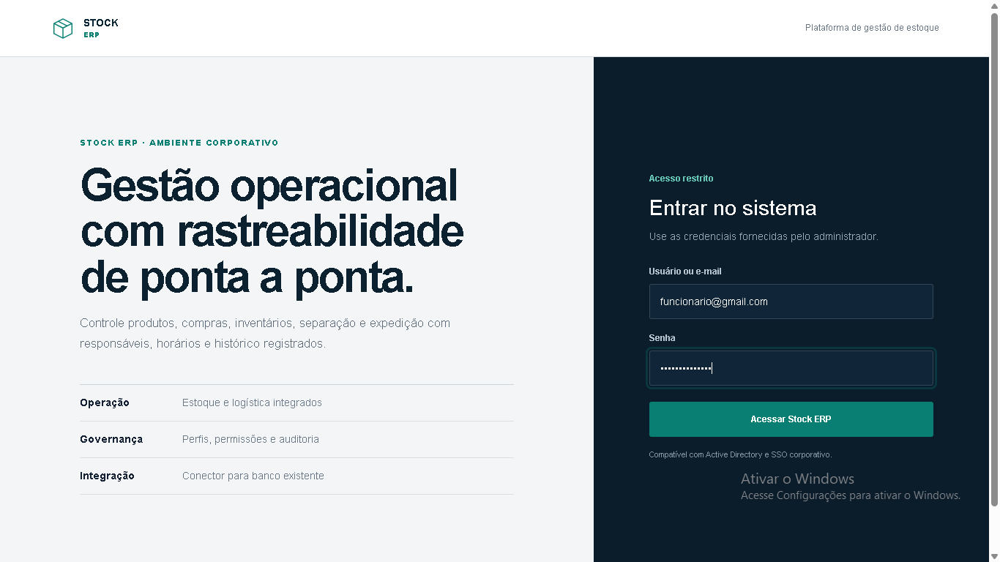 STOCK
ERP
Plataforma de gestão de estoque
STOCK ERP · AMBIENTE CORPORATIVO
Gestão operacional
com rastreabilidade
de ponta a ponta.
Controle produtos, compras, inventários, separação e expedição com
responsáveis, horários e histórico registrados.
Operação Estoque e logística integrados
Governança Perfis, permissões e auditoria
Integração Conector para banco existente
Acesso restrito
Entrar no sistema
Use as credenciais fornecidas pelo administrador.
Usuário ou e-mail
funcionario@gmail.com
Senha
••••••••••••••
Acessar Stock ERP
Compatível com Active Directory e SSO corporativo.
Ativar o Windows
Acesse Configurações para ativar o Windows.